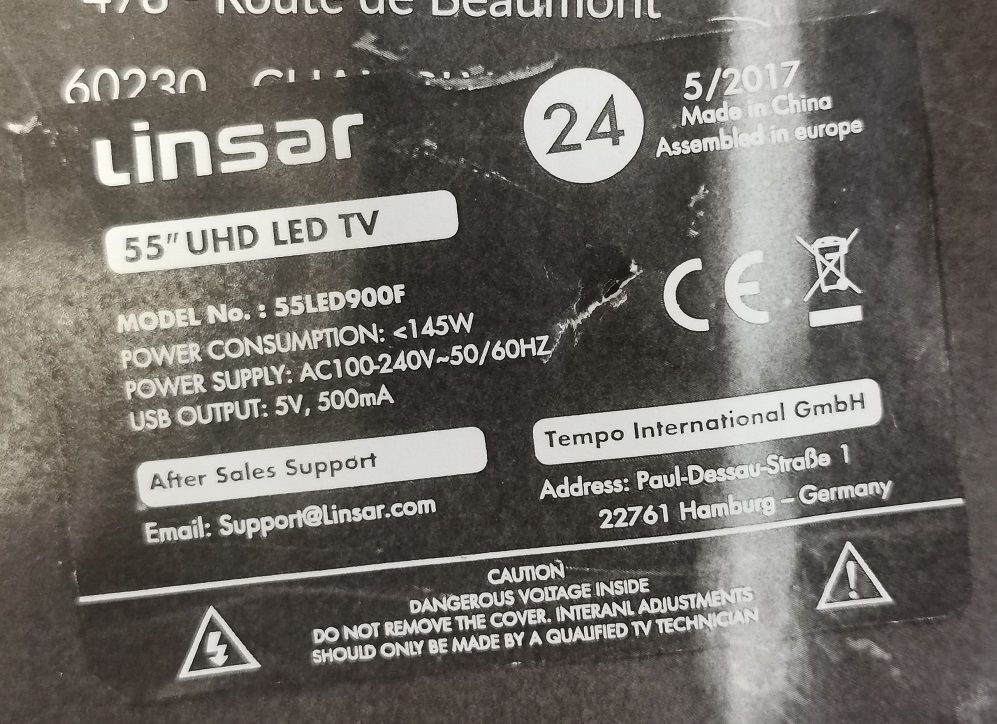 Route de Beaumont
60230
Linsar
24
5/2017
Made in China
Assembled in europe
55" UHD LED TV
MODEL No. : 55LED900F
POWER CONSUMPTION: <145W
POWER SUPPLY: AC100-240V~50/60HZ
USB OUTPUT: 5V, 500mA
After Sales Support
Email: Support@Linsar.com
Tempo International GmbH
Address: Paul-Dessau-Straße 1
22761 Hamburg – Germany
CAUTION
DANGEROUS VOLTAGE INSIDE
DO NOT REMOVE THE COVER. INTERANL ADJUSTMENTS
SHOULD ONLY BE MADE BY A QUALIFIED TV TECHNICIAN